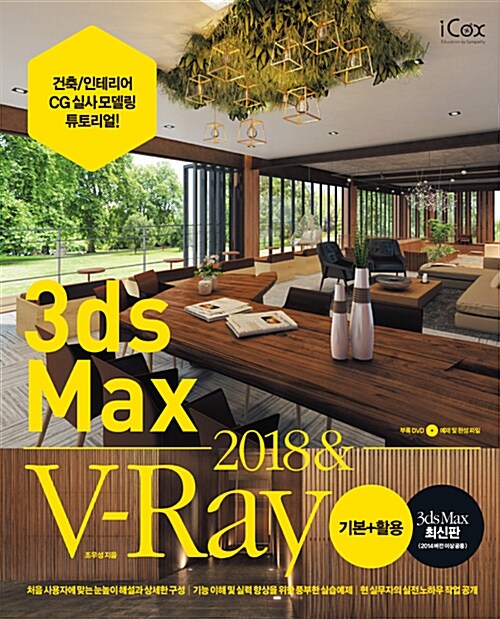 iCox
Education by Sympathy
건축/인테리어
CG 실사 모델링
튜토리얼!
3ds
Max
2018 &
V-Ray
부록 DVD 예제 및 완성 파일
기본+활용
3ds Max
최신판
(2014 버전 이상 공용)
조무성 지음
처음 사용자에 맞는 눈높이 해설과 상세한 구성 | 기능 이해 및 실력 향상을 위한 풍부한 실습예제 | 현 실무자의 실전 노하우 작업 공개